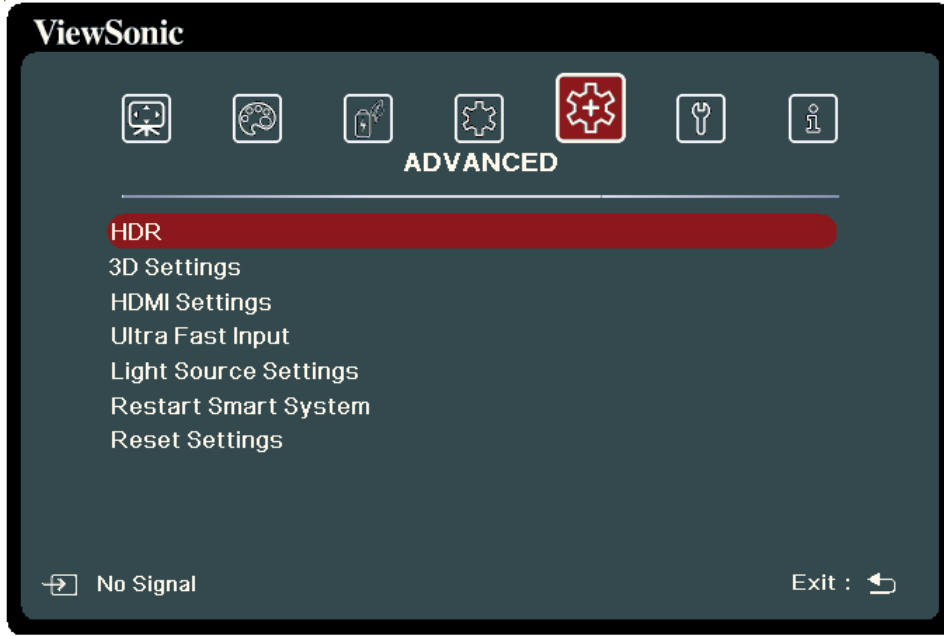 ViewSonic
ADVANCED
HDR
3D Settings
HDMI Settings
Ultra Fast Input
Light Source Settings
Restart Smart System
Reset Settings
No Signal
Exit :